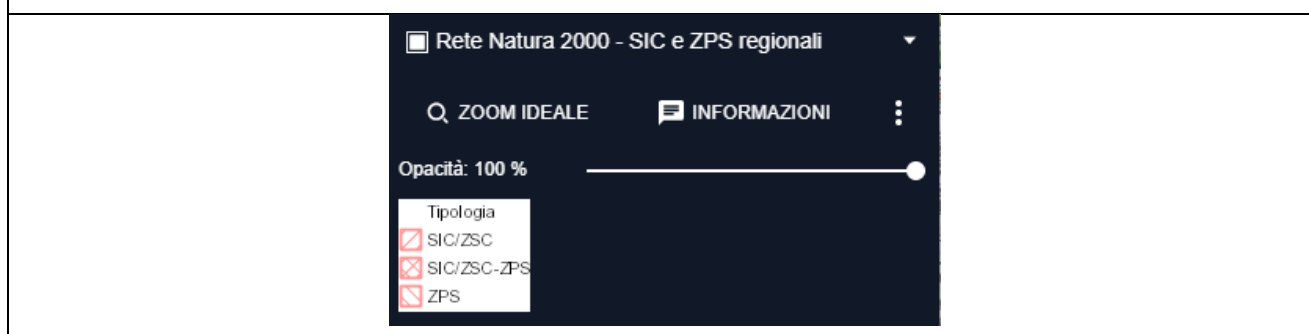 Rete Natura 2000 - SIC e ZPS regionali
ZOOM IDEALE INFORMAZIONI
Opacità: 100 %
Tipologia
SIC/ZSC
SIC/ZSC-ZPS
ZPS